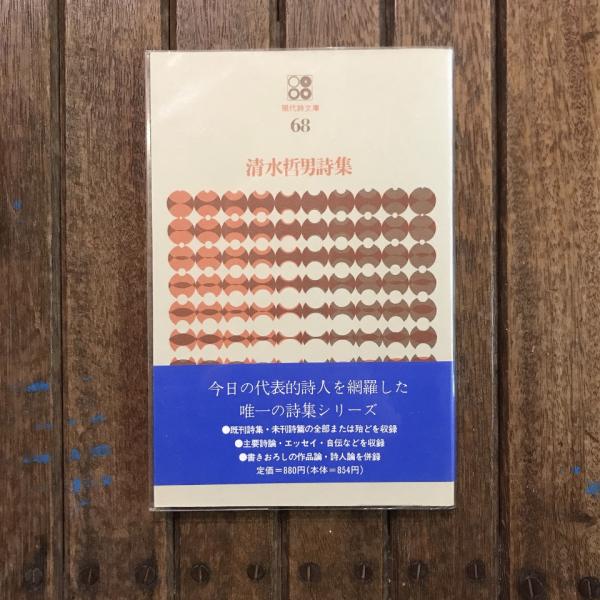 現代詩文庫
68
清水哲男詩集
今日の代表的詩人を網羅した
唯一の詩集シリーズ
●既刊詩集・未刊詩篇の全部または殆どを収録
●主要詩論・エッセイ・自伝などを収録
●書きおろしの作品論・詩人論を併録
定価=880円(本体=854円)